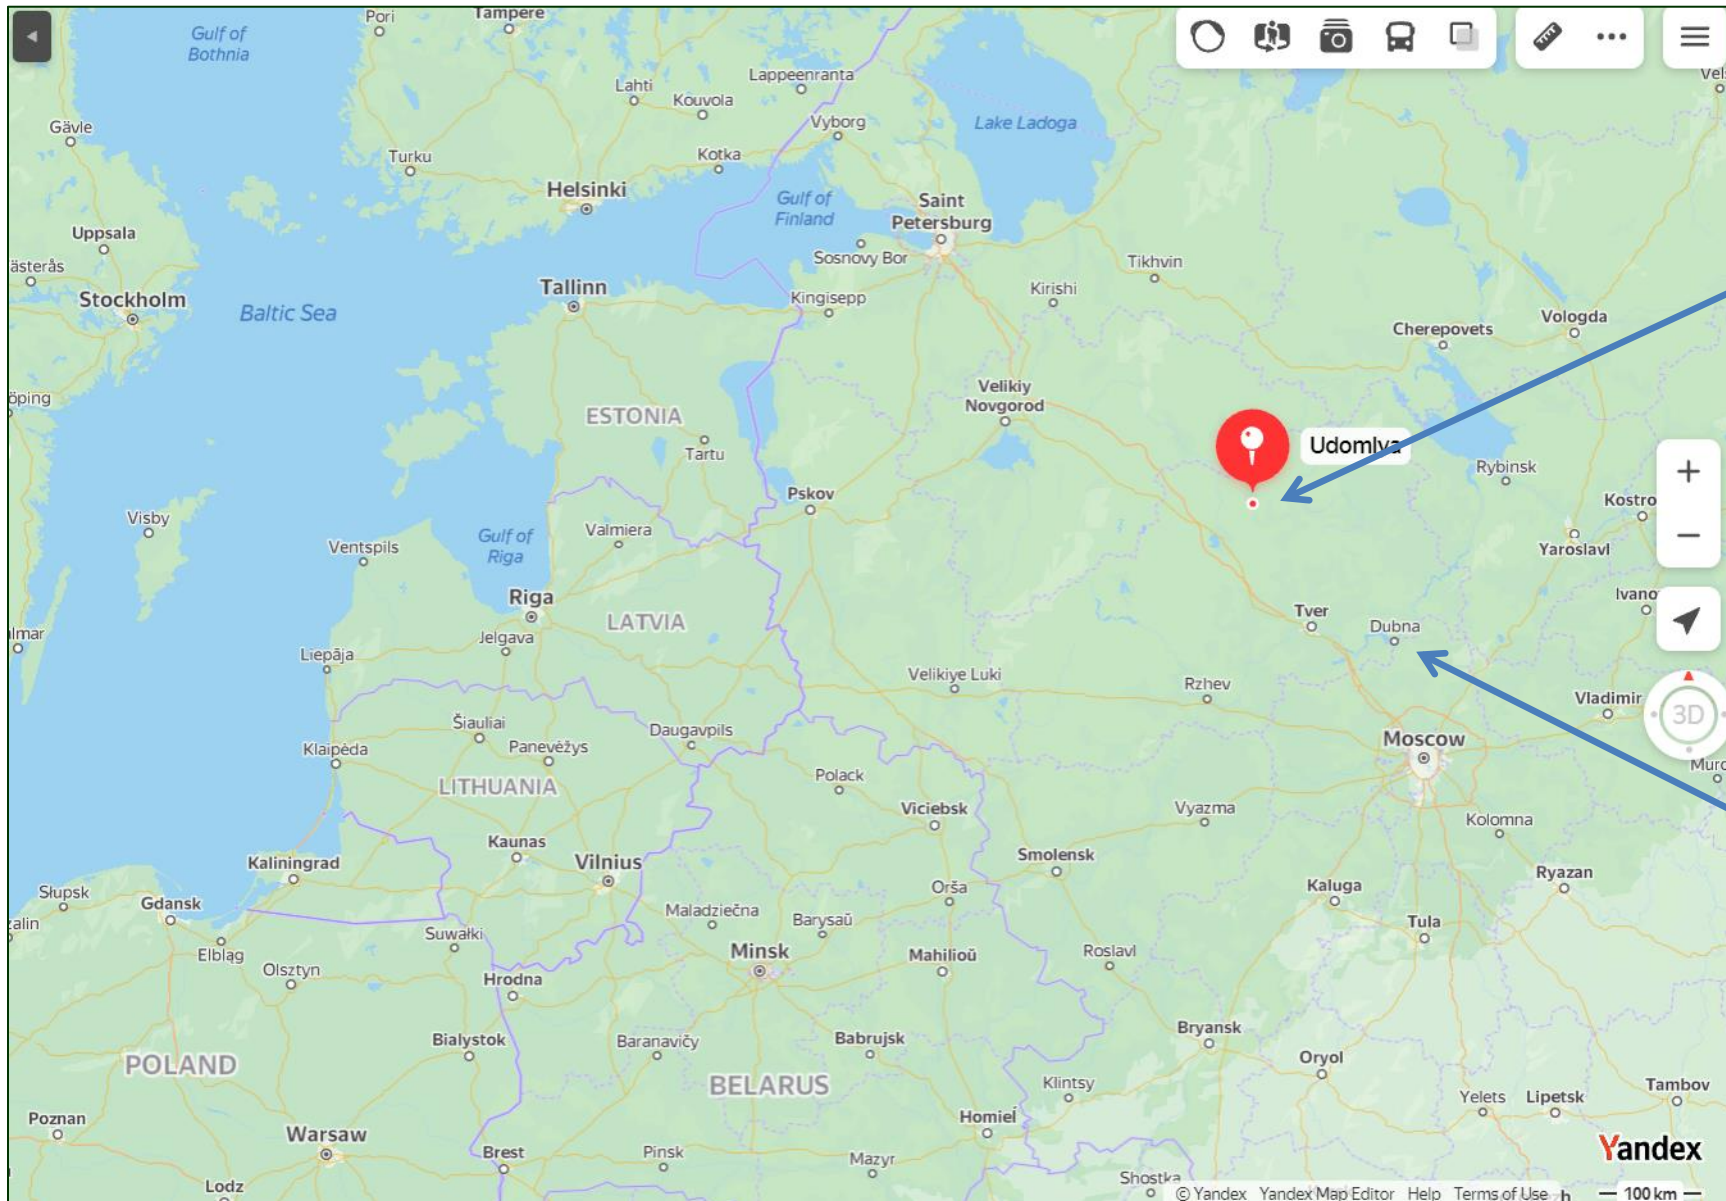 Pori
Tampere
Gulf of
Bothnia
Lahti
Lappeenranta
Kouvola
Vyborg
Lake Ladoga
Gävle
Turku
Kotka
Helsinki
Gulf of
Finland
Saint
Petersburg
Uppsala
Sosnovy Bor
Tikhvin
Stockholm
Tallinn
Kingisepp
Kirishi
Baltic Sea
Cherepovets
Vologda
Velikiy
Novgorod
ESTONIA
Udomlya
Tartu
Rybinsk
Pskov
Kostro
Visby
Valmiera
Ventspils
Gulf of
Riga
Yaroslavl
Riga
Ivano
LATVIA
Tver
Dubna
Jelgava
lmar
Liepāja
Velikiye Luki
Rzhev
Vladimir
3D
Šiauliai
Daugavpils
Klaipėda
Panevėžys
Moscow
Muro
LITHUANIA
Polack
Viciebsk
Vyazma
Kolomna
Kaunas
Vilnius
Kaliningrad
Smolensk
Ryazan
Słupsk
Gdansk
Orša
Kaluga
zalin
Maladziečna
Barysaŭ
Tula
Suwałki
Elbląg
Olsztyn
Minsk
Mahilioŭ
Roslavl
Hrodna
Bialystok
Baranavičy
Babrujsk
Bryansk
Oryol
POLAND
BELARUS
Klintsy
Tambov
Yelets
Lipetsk
Poznan
Homieĺ
Warsaw
Brest
Pinsk
Mazyr
Yandex
Lodz
Shostka
© Yandex Yandex Map Editor Help Terms of Use
100 km